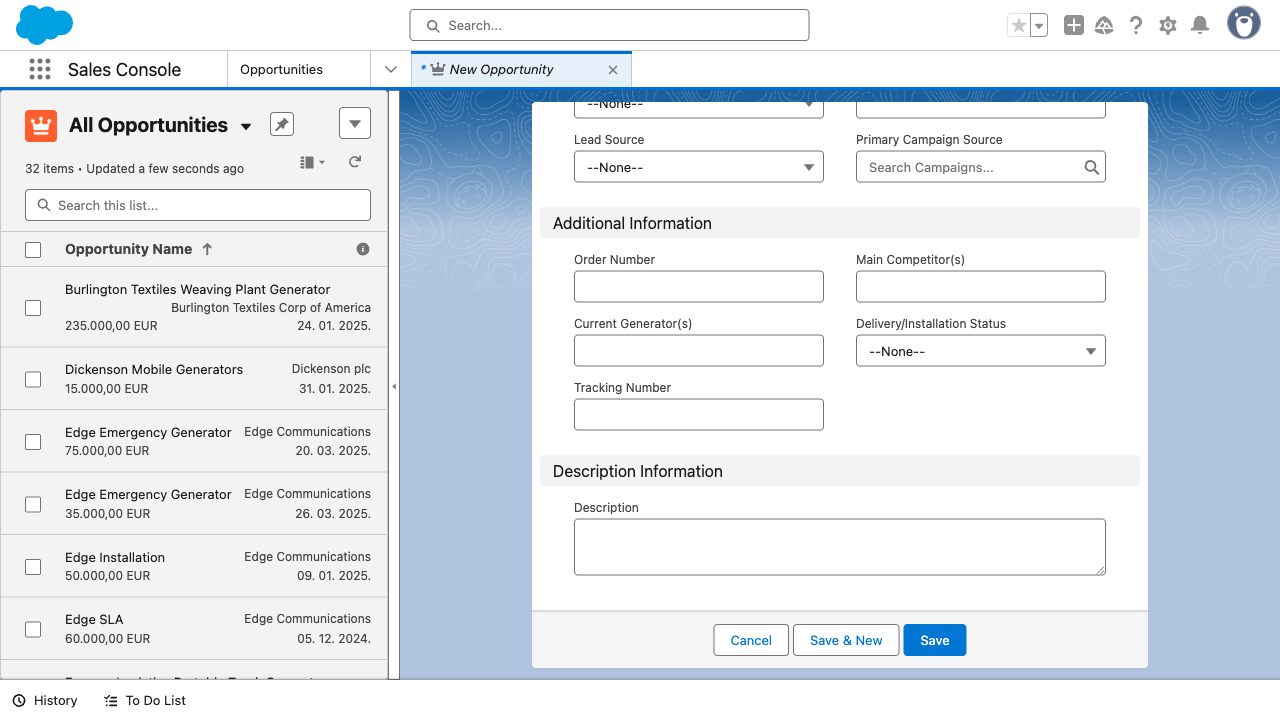 Search...
Sales Console
Opportunities
* New Opportunity
All Opportunities
32 items • Updated a few seconds ago
Search this list...
Opportunity Name
Burlington Textiles Weaving Plant Generator
Burlington Textiles Corp of America
235.000,00 EUR
24. 01. 2025.
Dickenson Mobile Generators
Dickenson plc
15.000,00 EUR
31. 01. 2025.
Edge Emergency Generator
Edge Communications
75.000,00 EUR
20. 03. 2025.
Edge Emergency Generator
Edge Communications
35.000,00 EUR
26. 03. 2025.
Edge Installation
Edge Communications
50.000,00 EUR
09. 01. 2025.
Edge SLA
Edge Communications
60.000,00 EUR
05. 12. 2024.
--None--
Lead Source
Primary Campaign Source
--None--
Search Campaigns...
Additional Information
Order Number
Main Competitor(s)
Current Generator(s)
Delivery/Installation Status
--None--
Tracking Number
Description Information
Description
Cancel
Save & New
Save
History
To Do List